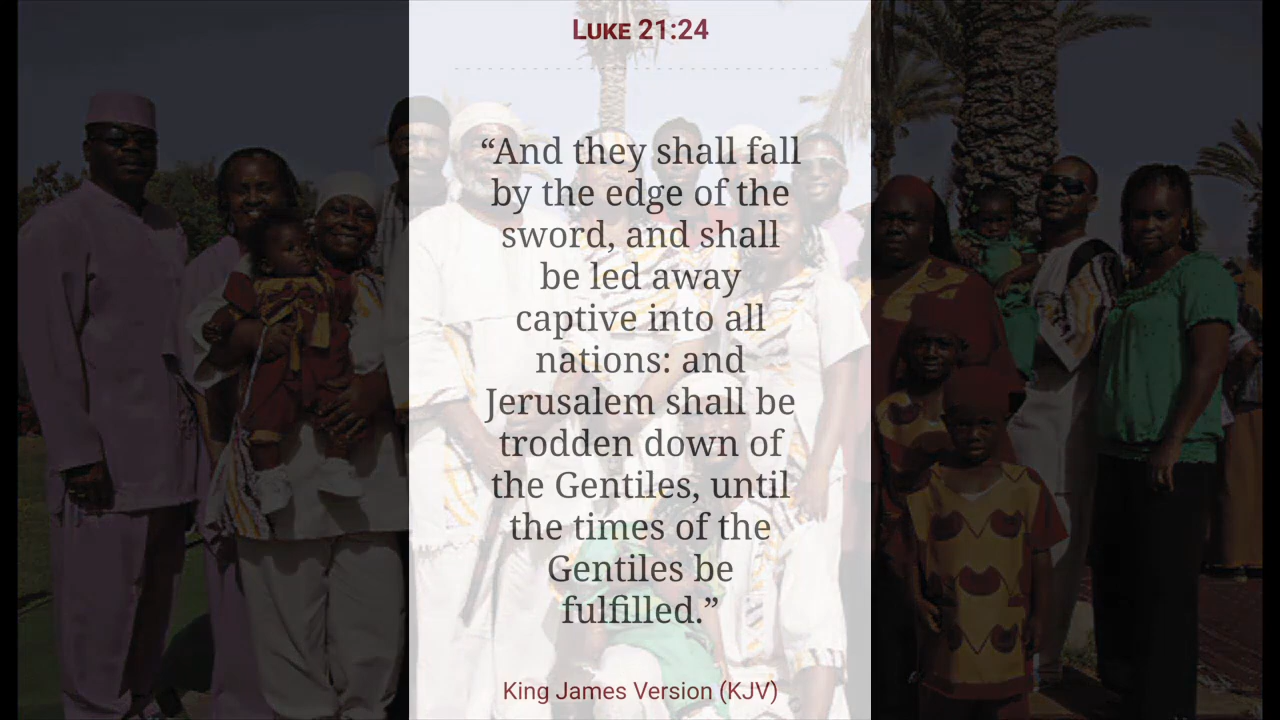 Luke 21:24
“And they shall fall
by the edge of the
sword, and shall
be led away
captive into all
nations: and
Jerusalem shall be
trodden down of
the Gentiles, until
the times of the
Gentiles be
fulfilled.”
King James Version (KJV)